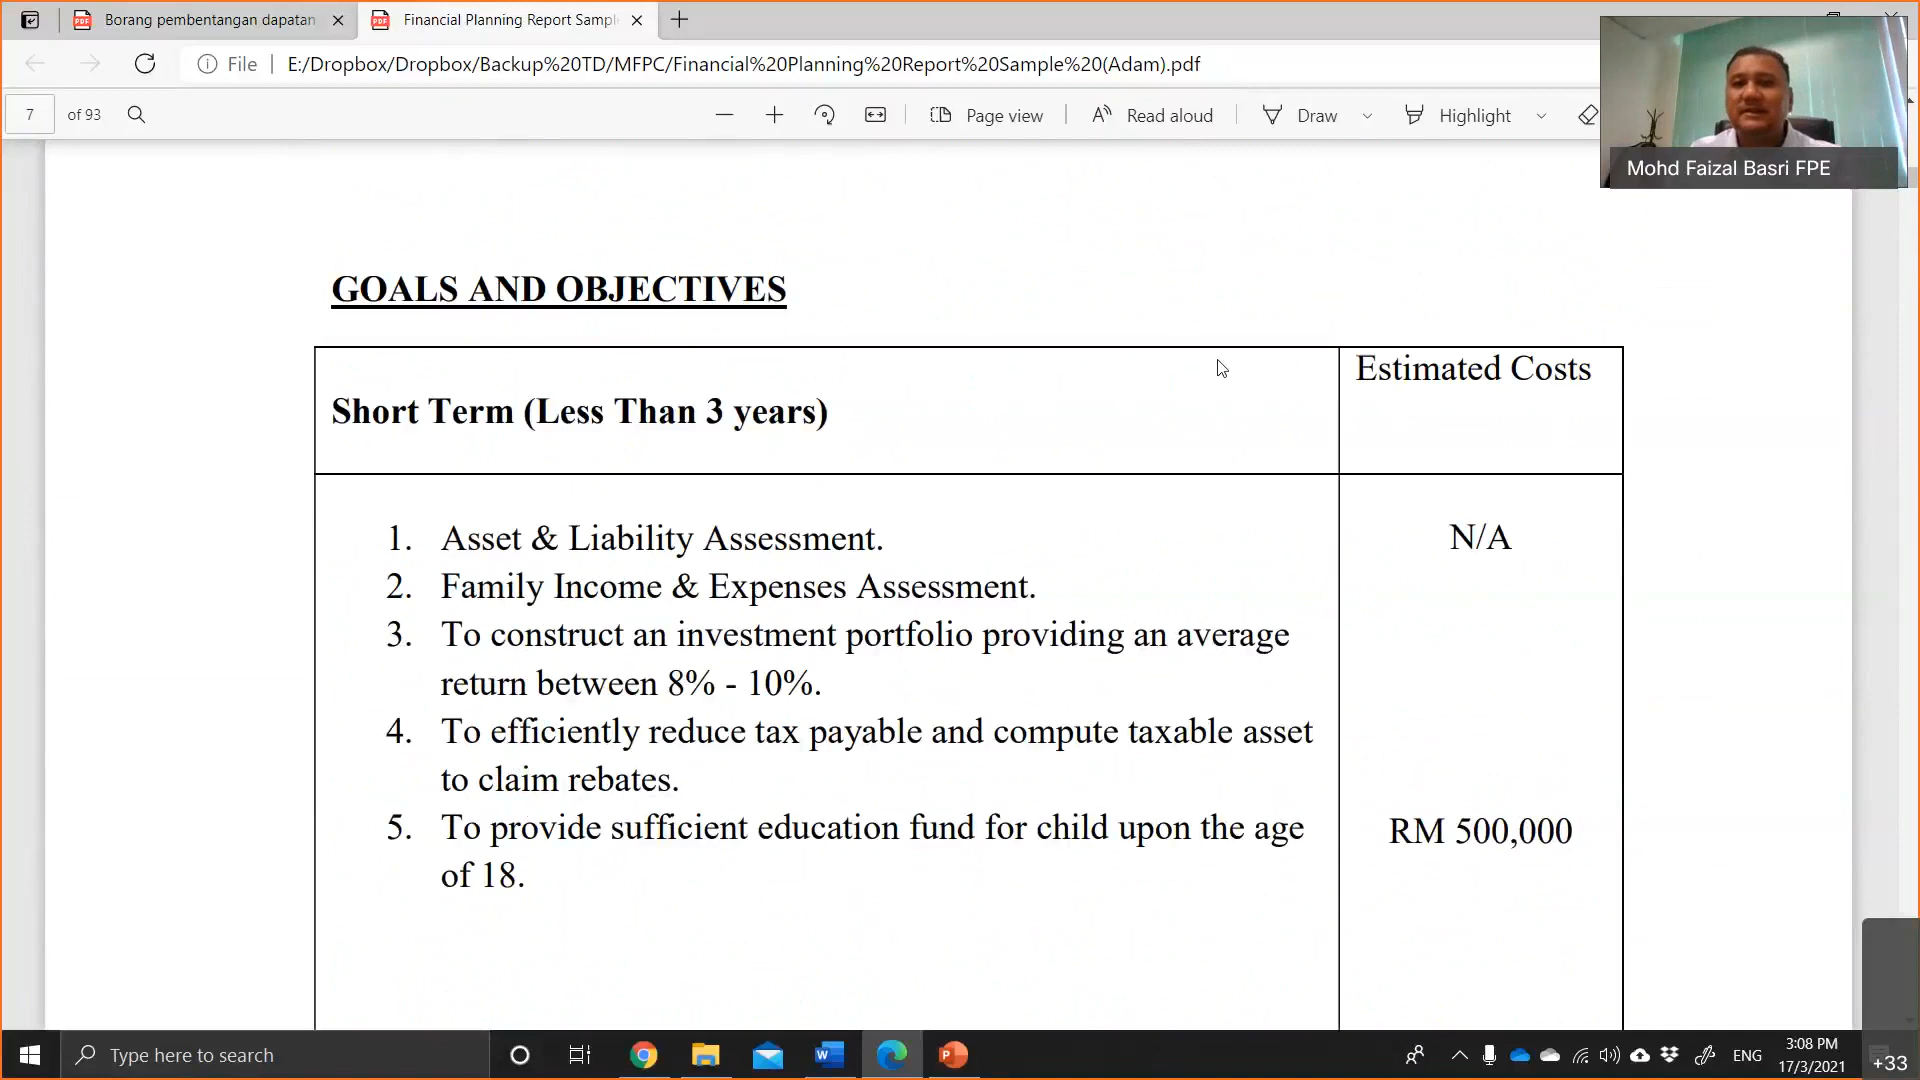 Borang pembentangan dapatan
Financial Planning Report Sampl
File
E:/Dropbox/Dropbox/Backup%20TD/MFPC/Financial%20Planning%20Report%20Sample%20(Adam).pdf
7 of 93
Page view
Read aloud
Draw
Highlight
Mohd Faizal Basri FPE
GOALS AND OBJECTIVES
Estimated Costs
Short Term (Less Than 3 years)
1. Asset & Liability Assessment.
N/A
2. Family Income & Expenses Assessment.
3. To construct an investment portfolio providing an average
return between 8% - 10%.
4. To efficiently reduce tax payable and compute taxable asset
to claim rebates.
5. To provide sufficient education fund for child upon the age
RM 500,000
of 18.
Type here to search
ENG
3:08 PM
17/3/2021
+33